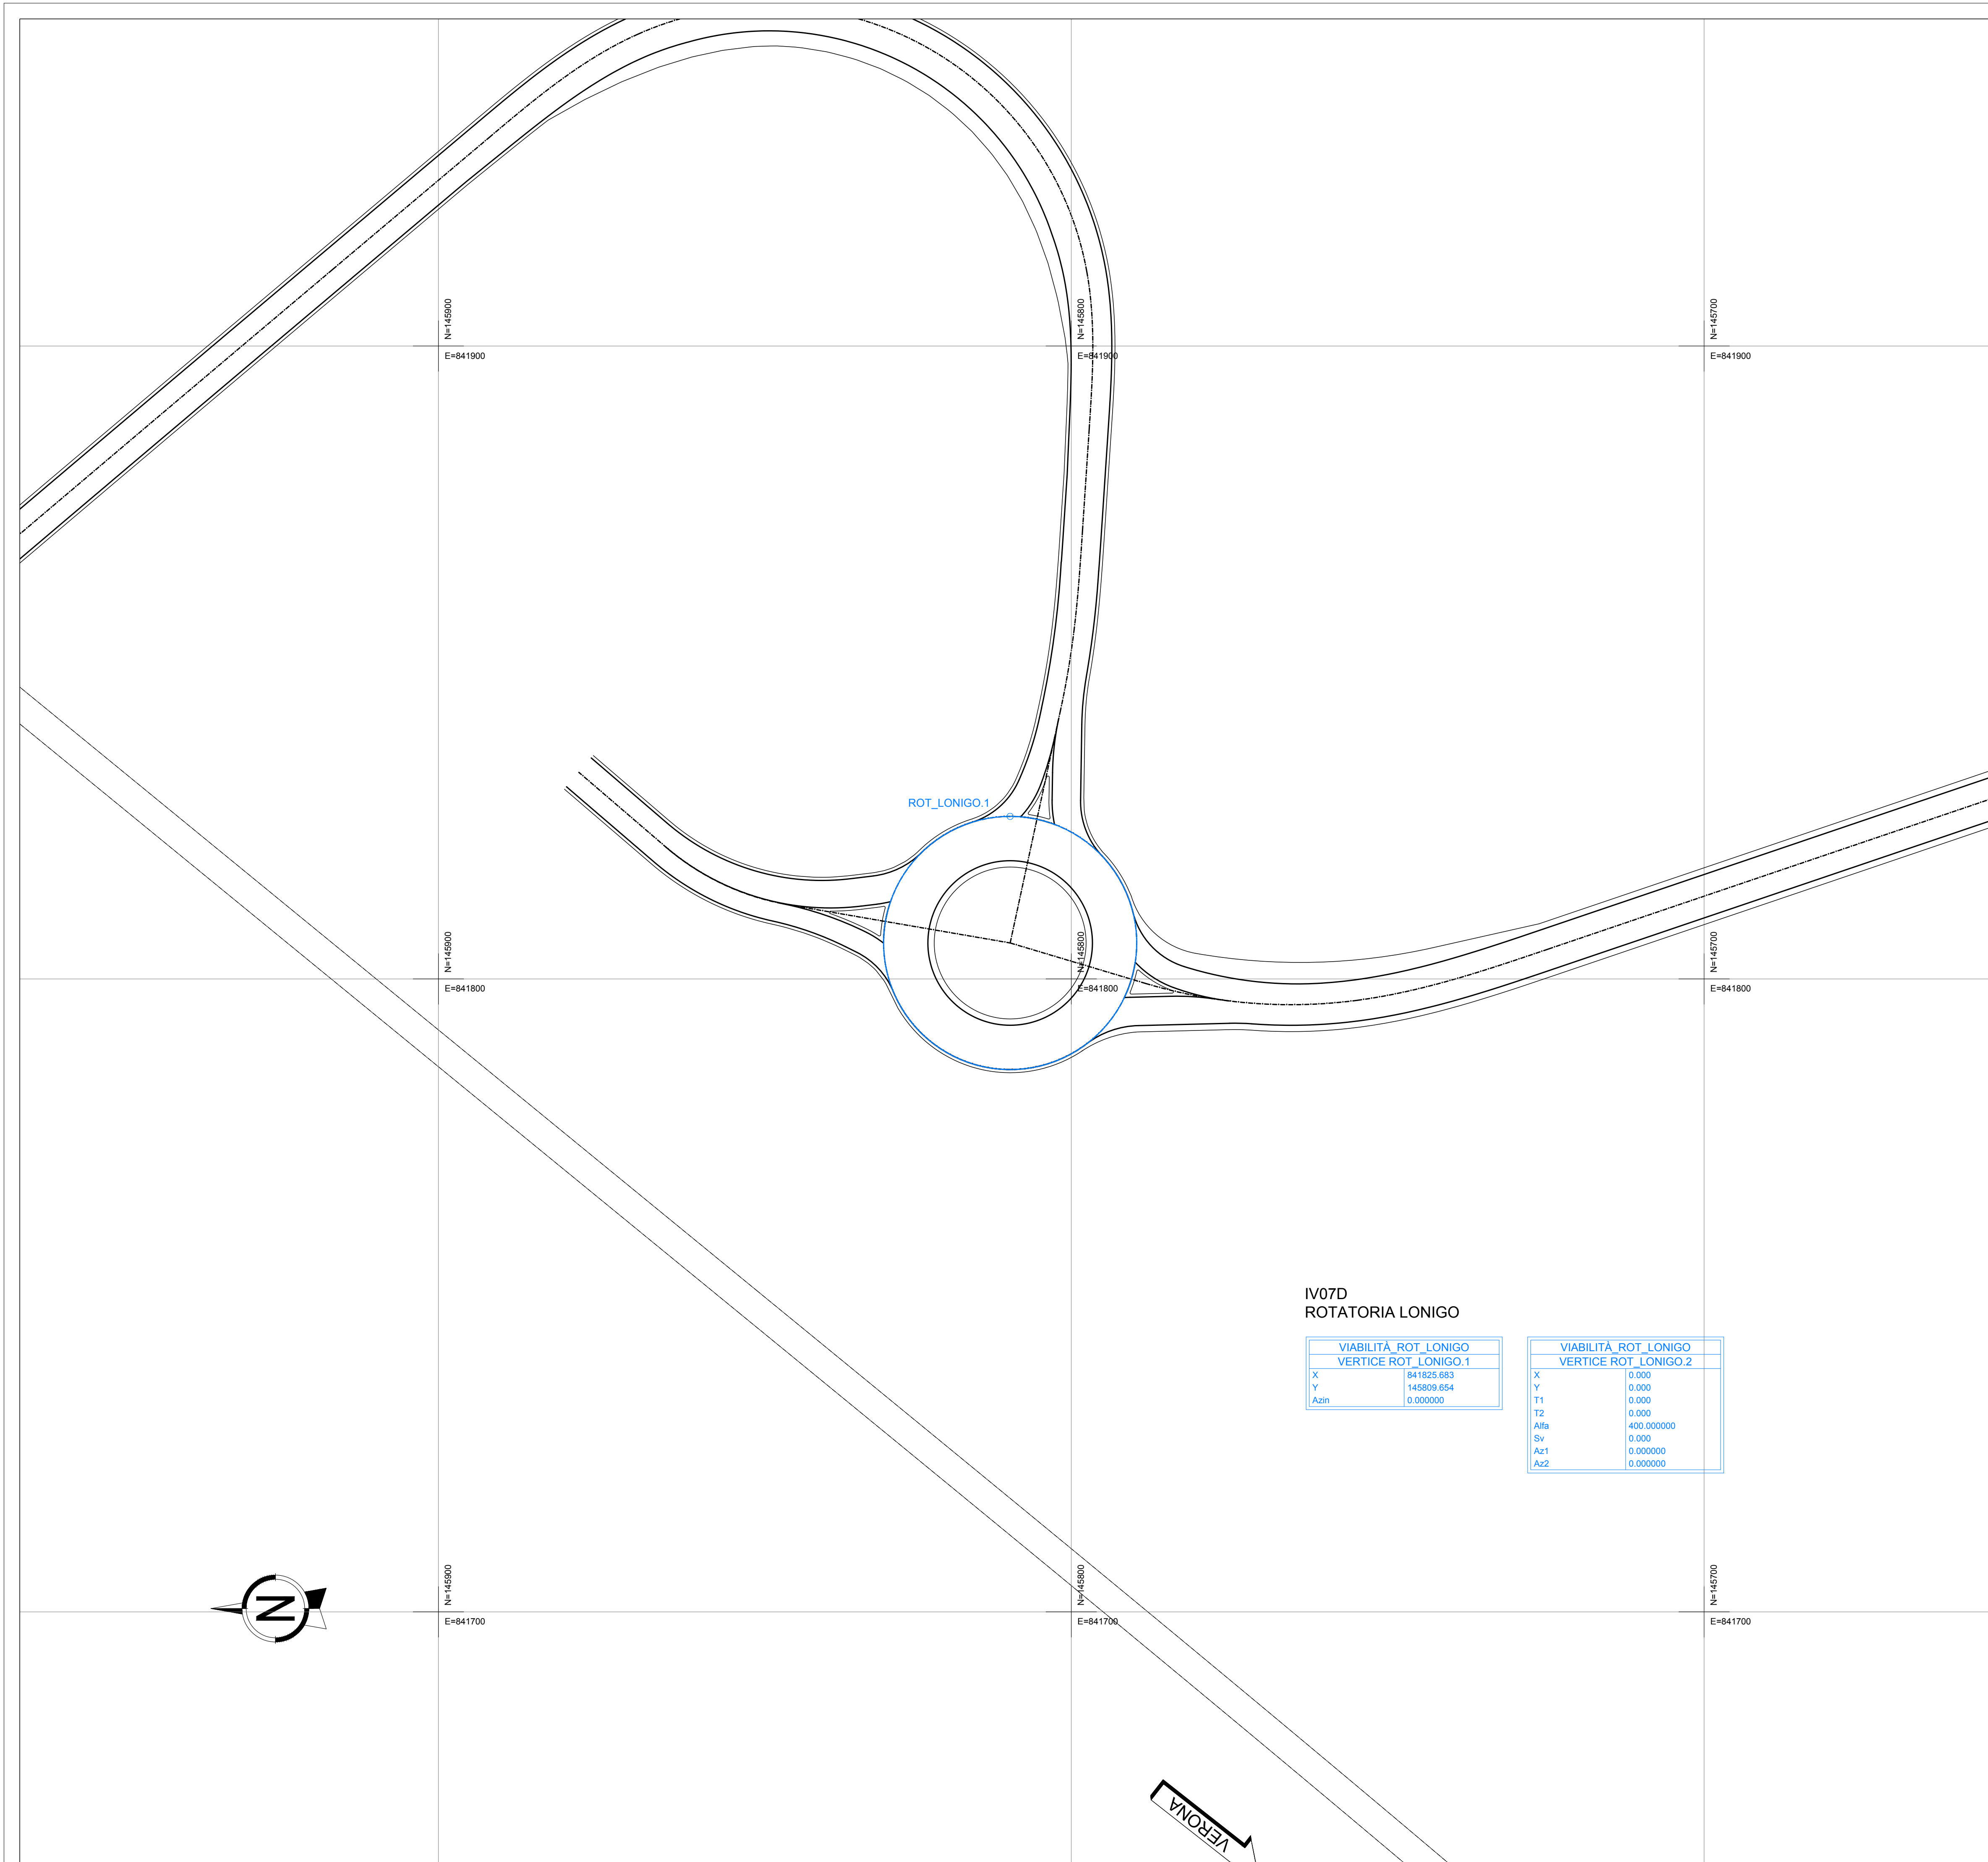 N=145900
E=841900
N=145800
E=841900
N=145700
E=841900
ROT_LONIGO.1
N=145900
E=841800
N=145800
E=841800
N=145700
E=841800
IV07D
ROTATORIA LONIGO
VIABILITÀ_ROT_LONIGO
VERTICE ROT_LONIGO.1
X 841825.683
Y 145809.654
Azin 0.000000
VIABILITÀ_ROT_LONIGO
VERTICE ROT_LONIGO.2
X 0.000
Y 0.000
T1 0.000
T2 0.000
Alfa 400.000000
Sv 0.000
Az1 0.000000
Az2 0.000000
N=145900
E=841700
N=145800
E=841700
N=145700
E=841700
N
VERONA